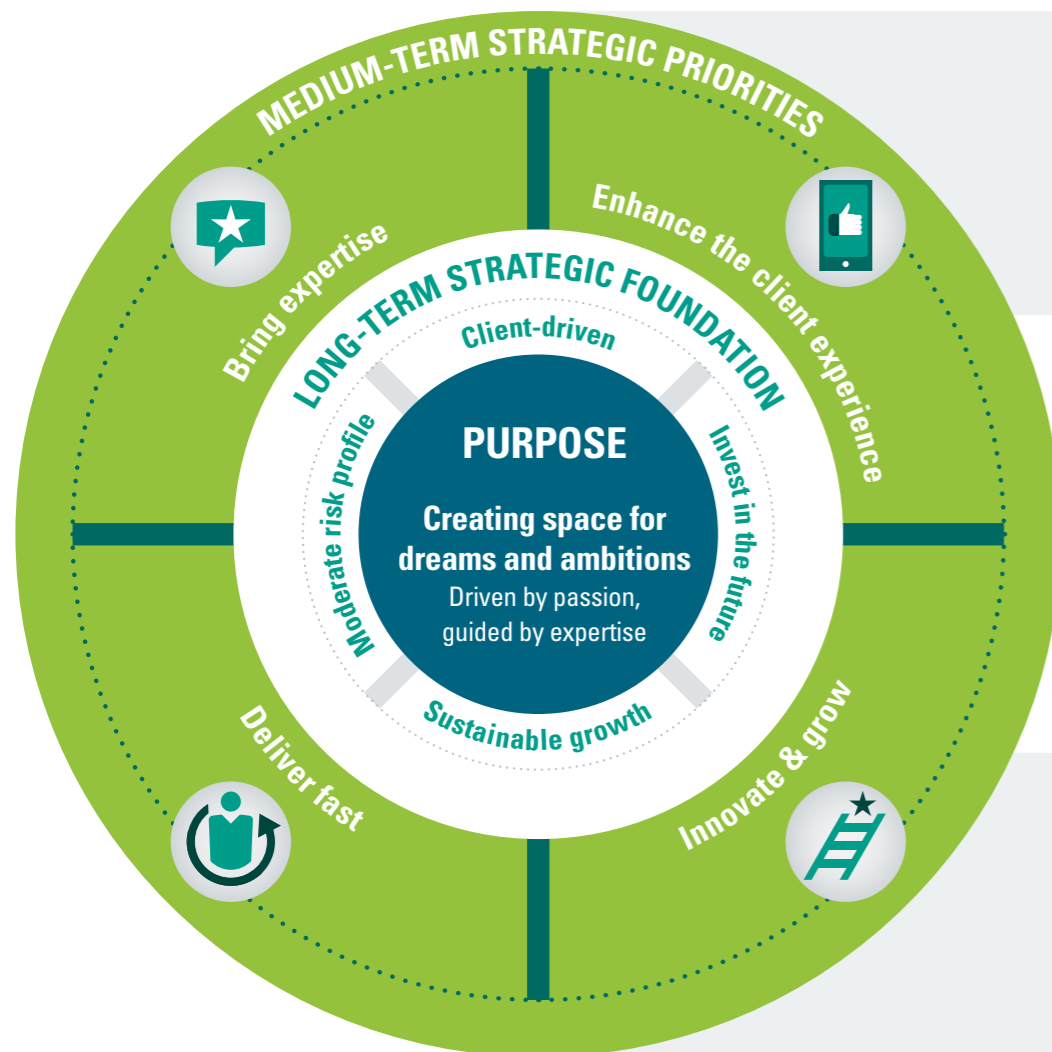 MEDIUM-TERM STRATEGIC PRIORITIES
Bring expertise
Enhance the client experience
LONG-TERM STRATEGIC FOUNDATION
Client-driven
Moderate risk profile
Invest in the future
PURPOSE
Creating space for
dreams and ambitions
Driven by passion,
guided by expertise
Sustainable growth
Deliver fast
Innovate & grow